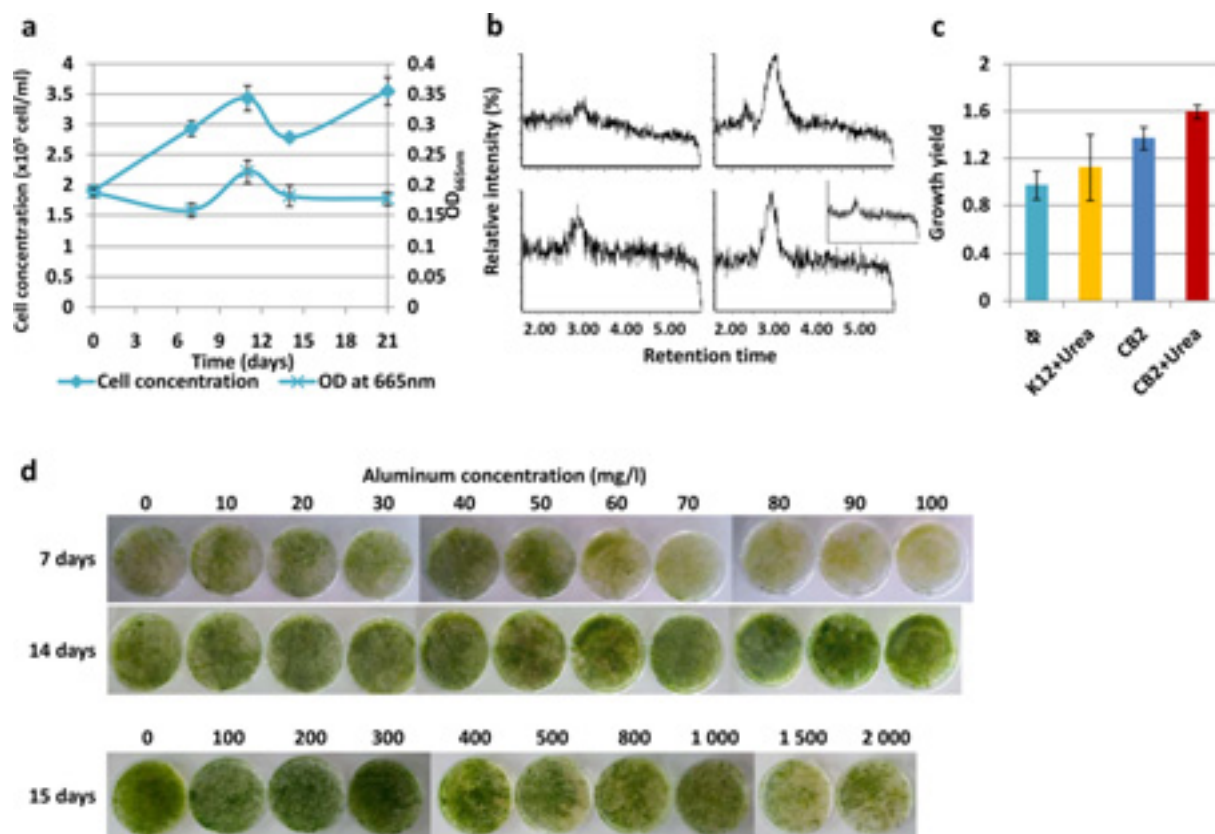 a
4
3.5
3
2.5
2
1.5
1
0.5
0
Cell concentration (x10⁵ cell/ml)
0.4
0.35
0.3
0.25
0.2
0.15
0.1
0.05
0
OD665nm
0 3 6 9 12 15 18 21
Time (days)
Cell concentration OD at 665nm
b
Relative intensity (%)
2.00 3.00 4.00 5.00 2.00 3.00 4.00 5.00
Retention time
c
2
1.6
1.2
0.8
0.4
0
Growth yield
K12+Urea
CB2
CB2+Urea
d
Aluminum concentration (mg/l)
0 10 20 30 40 50 60 70 80 90 100
7 days
14 days
0 100 200 300 400 500 800 1 000 1 500 2 000
15 days